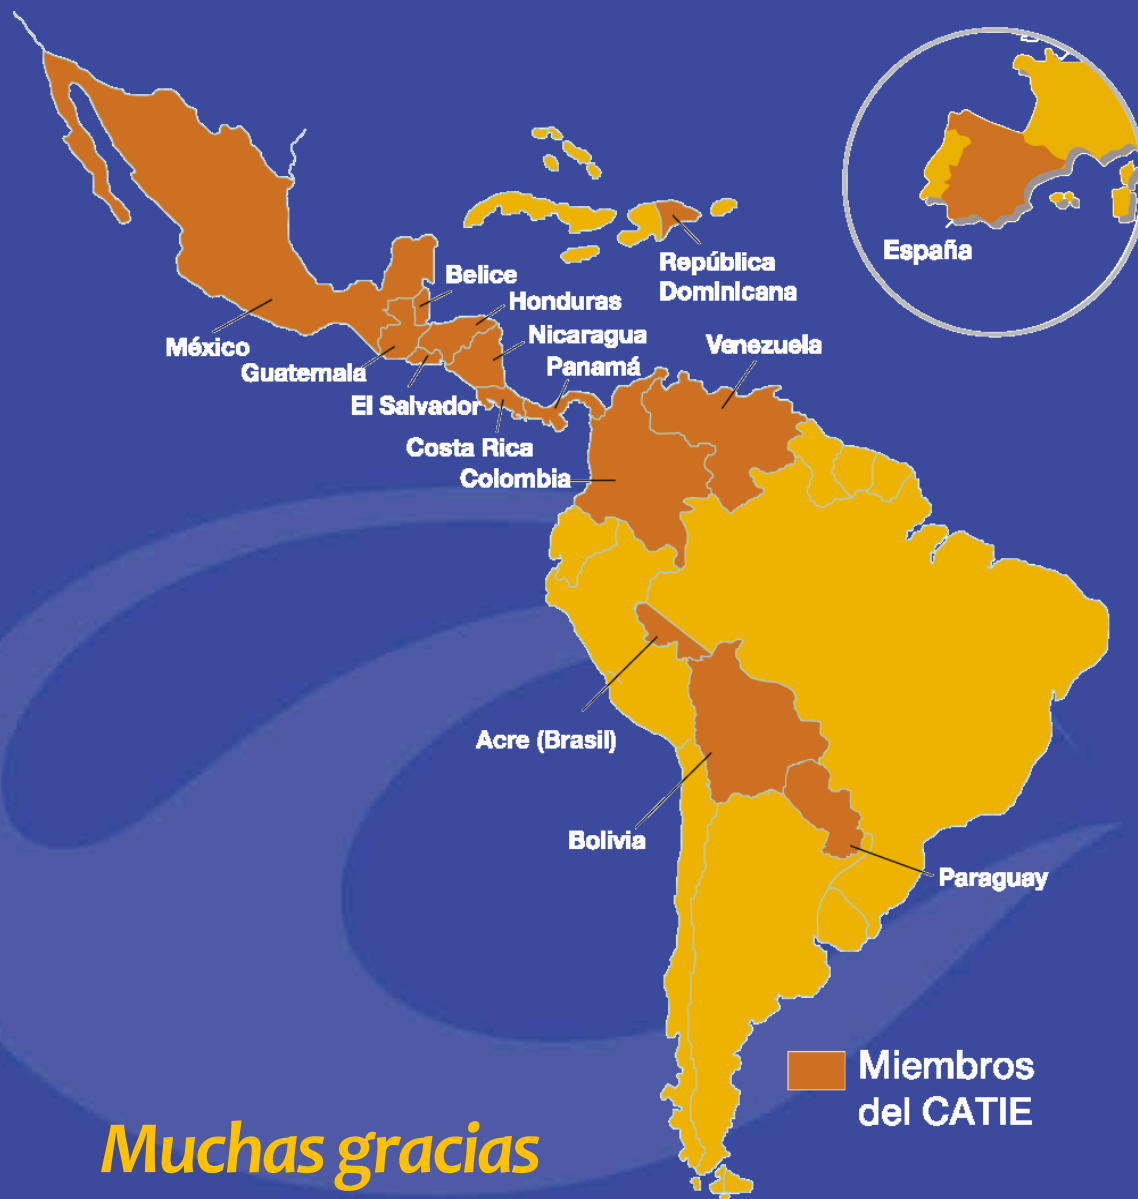 España
República
Dominicana
Belice
Honduras
Nicaragua
Venezuela
México
Panamá
Guatemala
El Salvador
Costa Rica
Colombia
Acre (Brasil)
Bolivia
Paraguay
Miembros
del CATIE
Muchas gracias